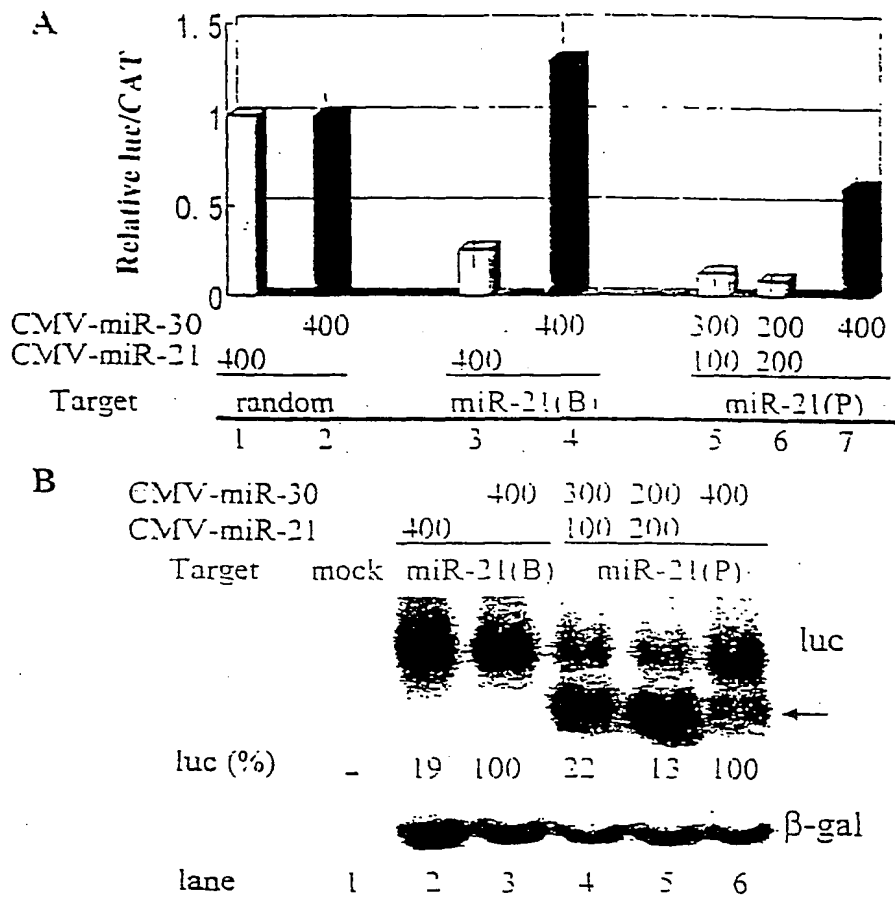 A
Relative luc/CAT
1.5
1
0.5
0
CMV-miR-30 400 400 300 200 400
CMV-miR-21 400 400 100 200
Target random miR-21(B) miR-21(P)
1 2 3 4 5 6 7
B
CMV-miR-30 400 300 200 400
CMV-miR-21 400 100 200
Target mock miR-21(B) miR-21(P)
luc
luc (%) - 19 100 22 13 100
β-gal
lane 1 2 3 4 5 6